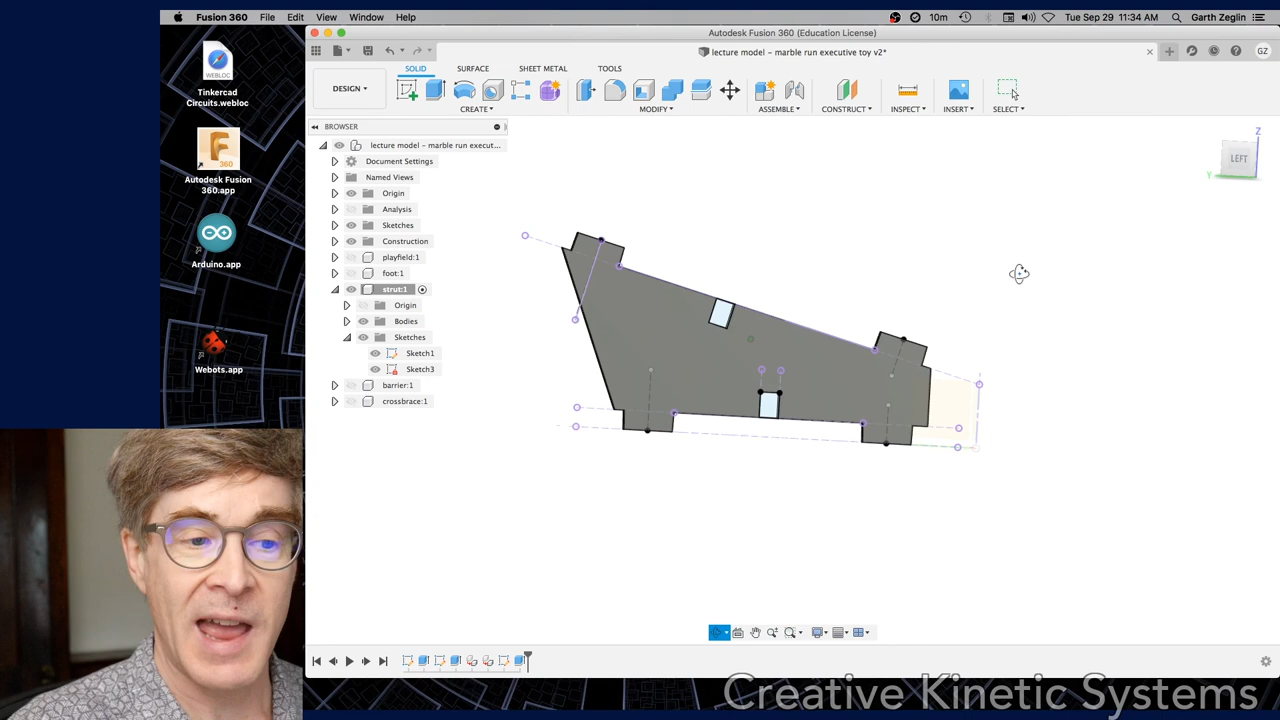 Fusion 360 File Edit View Window Help
10m Tue Sep 29 11:34 AM Garth Zeglin
Autodesk Fusion 360 (Education License)
lecture model – marble run executive toy v2*
GZ
SOLID SURFACE SHEET METAL TOOLS
DESIGN
CREATE MODIFY ASSEMBLE CONSTRUCT INSPECT INSERT SELECT
BROWSER
lecture model – marble run execut...
Document Settings
Named Views
Origin
Analysis
Sketches
Construction
playfield:1
foot:1
strut:1
Origin
Bodies
Sketches
Sketch1
Sketch3
barrier:1
crossbrace:1
Z
LEFT
Y
WEBLOC
Tinkercad
Circuits.webloc
360
Autodesk Fusion
360.app
Arduino.app
Webots.app
Creative Kinetic Systems